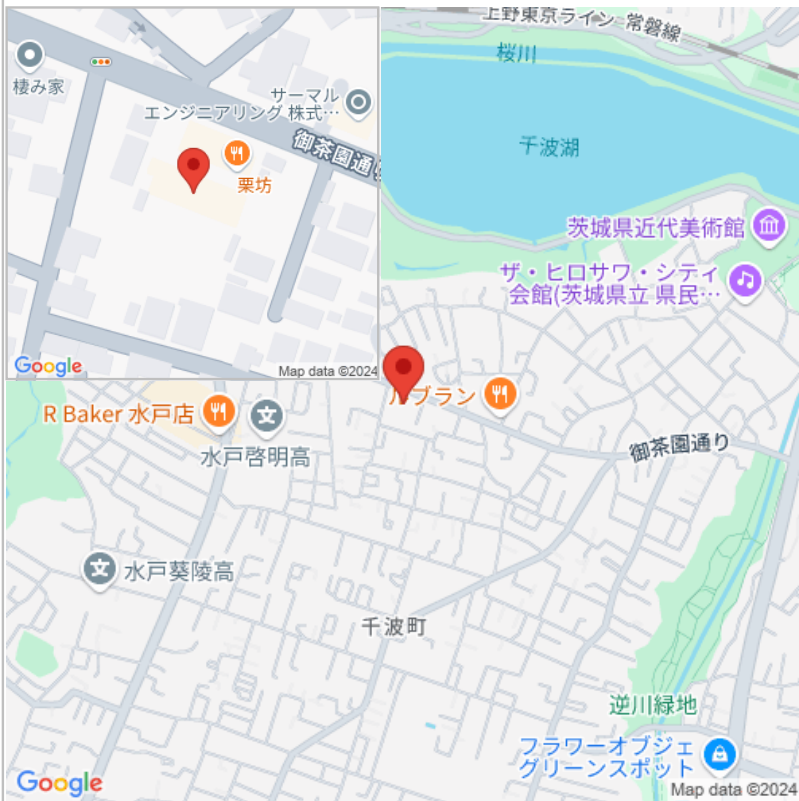 上野東京ライン 常磐線
桜川
千波湖
棲み家
サーマル
エンジニアリング 株式…
御茶園通り
栗坊
Google
Map data ©2024
茨城県近代美術館
ザ・ヒロサワ・シティ
会館(茨城県立 県民…
ルブラン
R Baker 水戸店
水戸啓明高
御茶園通り
水戸葵陵高
千波町
逆川緑地
フラワーオブジェ
グリーンスポット
Google
Map data ©2024